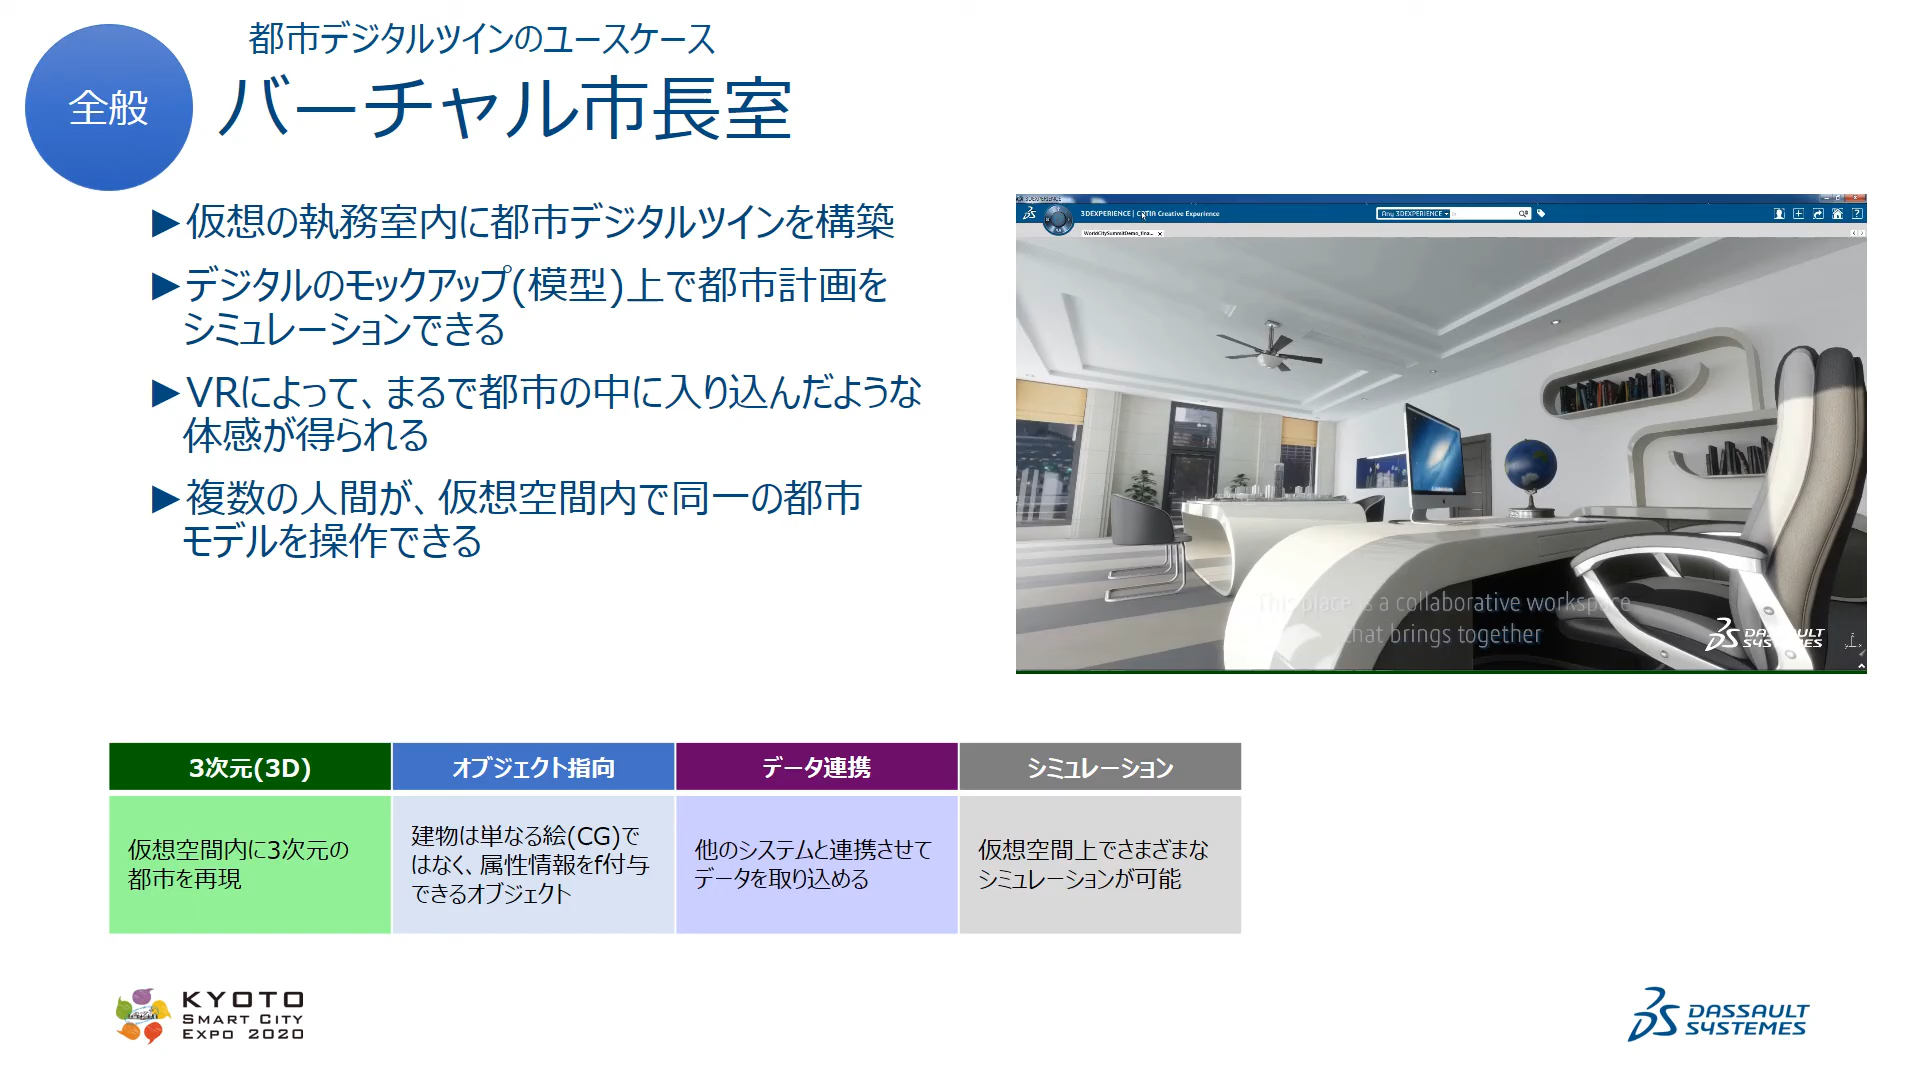 全般
都市デジタルツインのユースケース
バーチャル市長室
▶仮想の執務室内に都市デジタルツインを構築
▶デジタルのモックアップ(模型)上で都市計画を
シミュレーションできる
▶VRによって、まるで都市の中に入り込んだような
体感が得られる
▶複数の人間が、仮想空間内で同一の都市
モデルを操作できる
3DEXPERIENCE
3DEXPERIENCE | CATIA Creative Experience
Any 3DEXPERIENCE
WorldCitySummitDemo_fina...
This place is a collaborative workspace
that brings together
DASSAULT
SYSTEMES
3次元(3D)
オブジェクト指向
データ連携
シミュレーション
仮想空間内に3次元の
都市を再現
建物は単なる絵(CG)で
はなく、属性情報をf付与
できるオブジェクト
他のシステムと連携させて
データを取り込める
仮想空間上でさまざまな
シミュレーションが可能
KYOTO
SMART CITY
EXPO 2020
DASSAULT
SYSTEMES